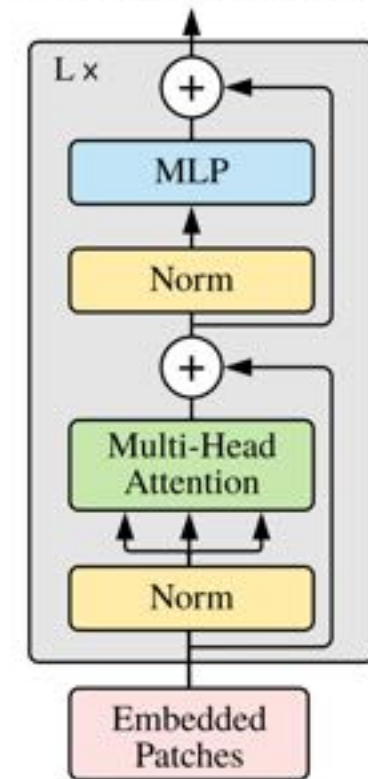 L ×
+
MLP
Norm
+
Multi-Head
Attention
Norm
Embedded
Patches